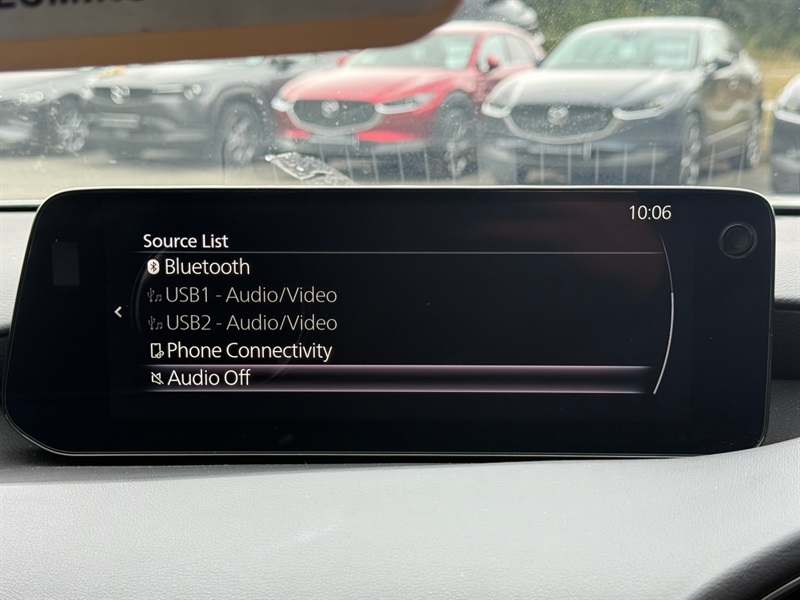 10:06
Source List
Bluetooth
USB1 - Audio/Video
USB2 - Audio/Video
Phone Connectivity
Audio Off